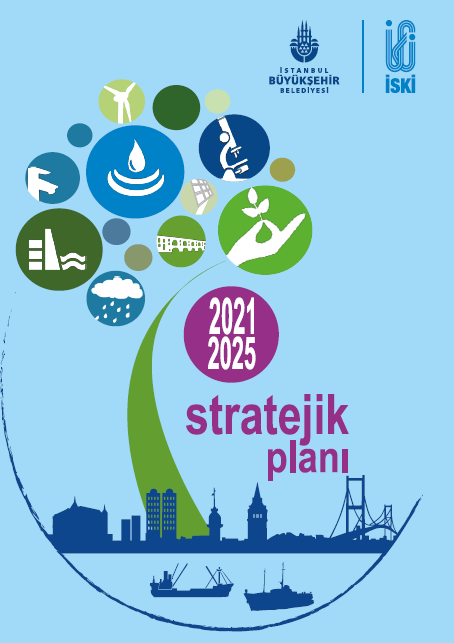 İSTANBUL
BÜYÜKŞEHİR
BELEDİYESİ
İSKİ
2021
2025
stratejik
planı